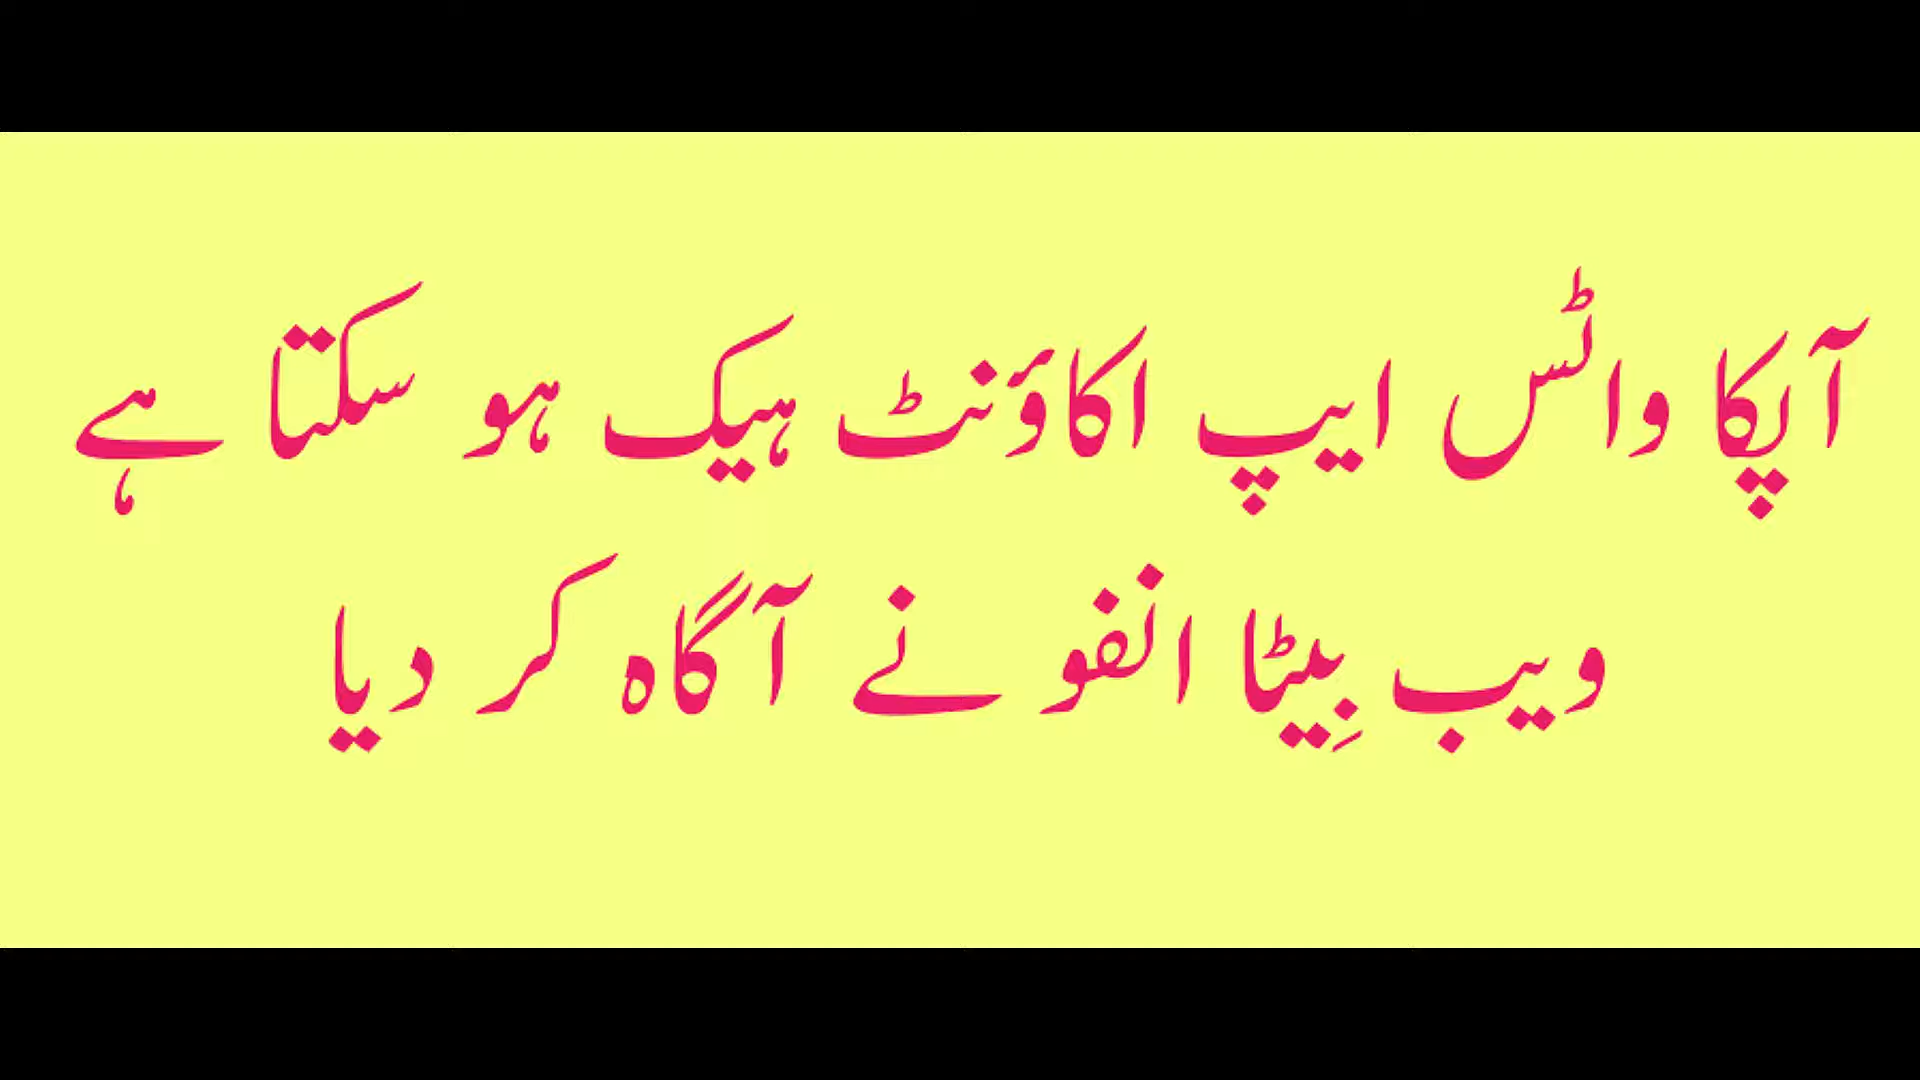 آپکا واٹس ایپ اکاؤنٹ ہیک ہو سکتا ہے
ویب بِیٹا انفو نے آگاہ کر دیا